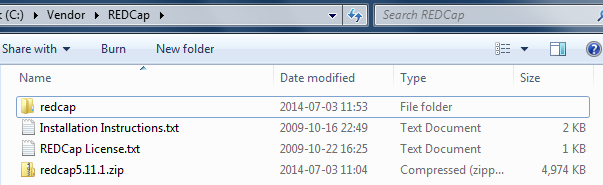 (C:) ▸ Vendor ▸ REDCap ▸ Search REDCap
Share with Burn New folder
Name Date modified Type Size
redcap 2014-07-03 11:53 File folder
Installation Instructions.txt 2009-10-16 22:49 Text Document 2 KB
REDCap License.txt 2009-10-22 16:25 Text Document 1 KB
redcap5.11.1.zip 2014-07-03 11:04 Compressed (zipp... 4,974 KB